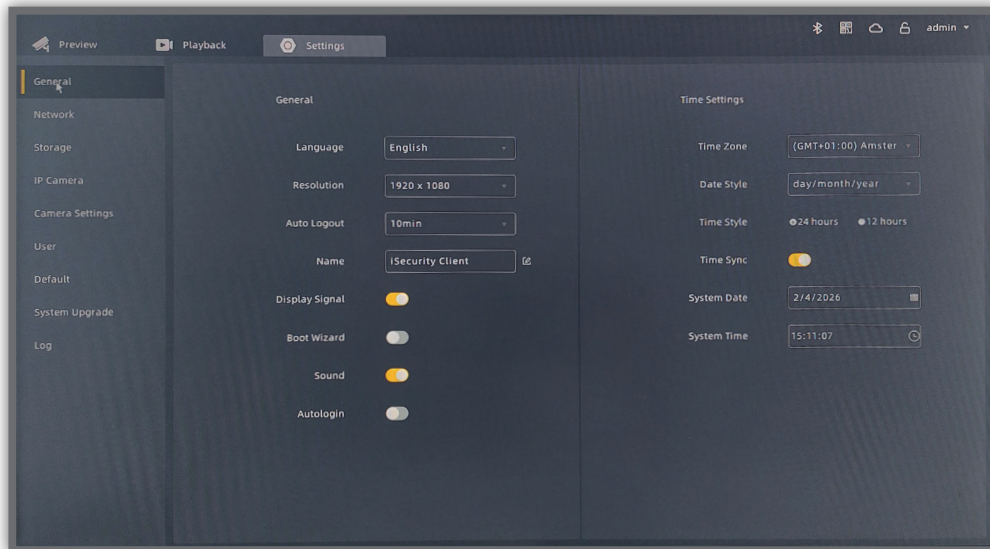 Preview
Playback
Settings
admin
General
Network
Storage
IP Camera
Camera Settings
User
Default
System Upgrade
Log
General
Language English
Resolution 1920 x 1080
Auto Logout 10min
Name iSecurity Client
Display Signal
Boot Wizard
Sound
Autologin
Time Settings
Time Zone (GMT+01:00) Amster
Date Style day/month/year
Time Style 24 hours 12 hours
Time Sync
System Date 2/4/2026
System Time 15:11:07